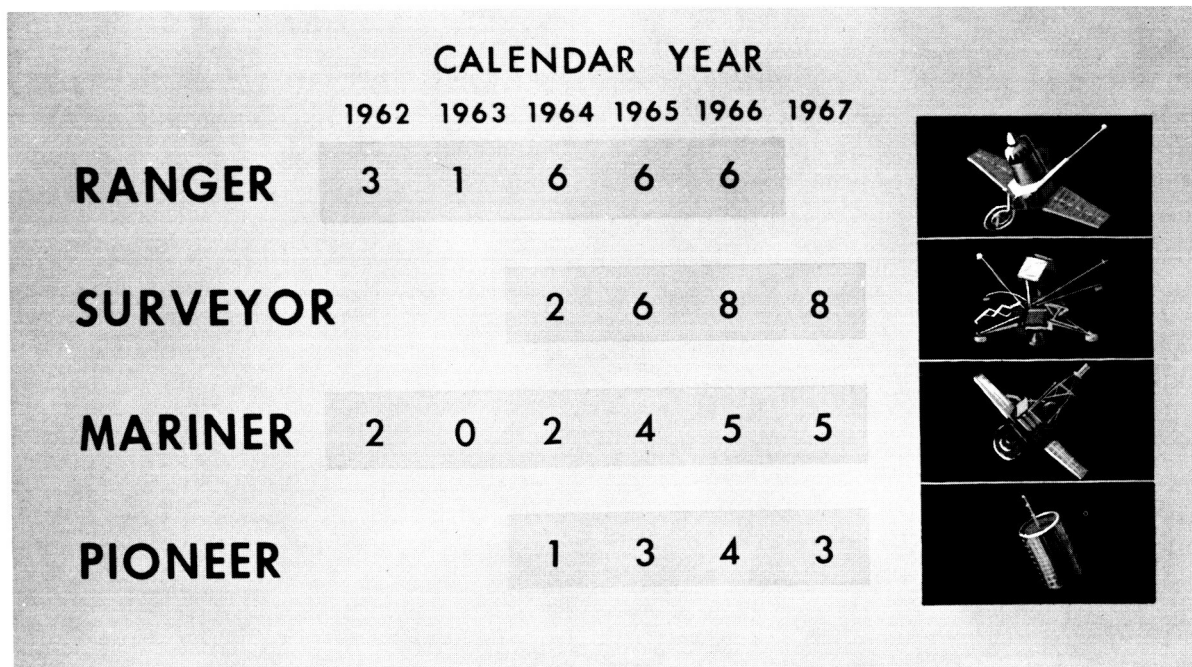 CALENDAR YEAR
1962 1963 1964 1965 1966 1967
RANGER 3 1 6 6 6
SURVEYOR 2 6 8 8
MARINER 2 0 2 4 5 5
PIONEER 1 3 4 3